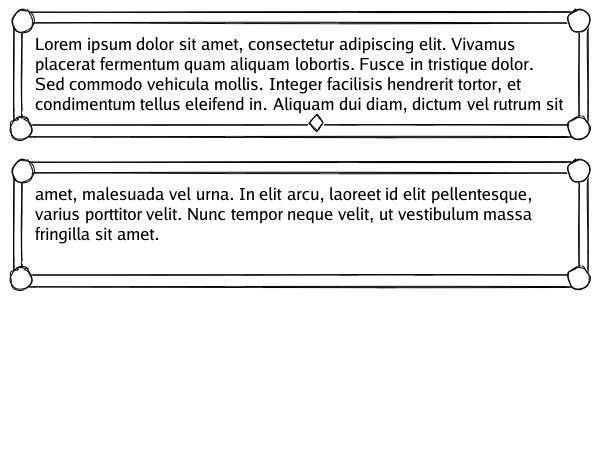 Lorem ipsum dolor sit amet, consectetur adipiscing elit. Vivamus
placerat fermentum quam aliquam lobortis. Fusce in tristique dolor.
Sed commodo vehicula mollis. Integer facilisis hendrerit tortor, et
condimentum tellus eleifend in. Aliquam dui diam, dictum vel rutrum sit
amet, malesuada vel urna. In elit arcu, laoreet id elit pellentesque,
varius porttitor velit. Nunc tempor neque velit, ut vestibulum massa
fringilla sit amet.